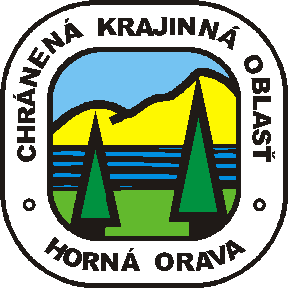 CHRÁNENÁ KRAJINNÁ OBLASŤ
HORNÁ ORAVA